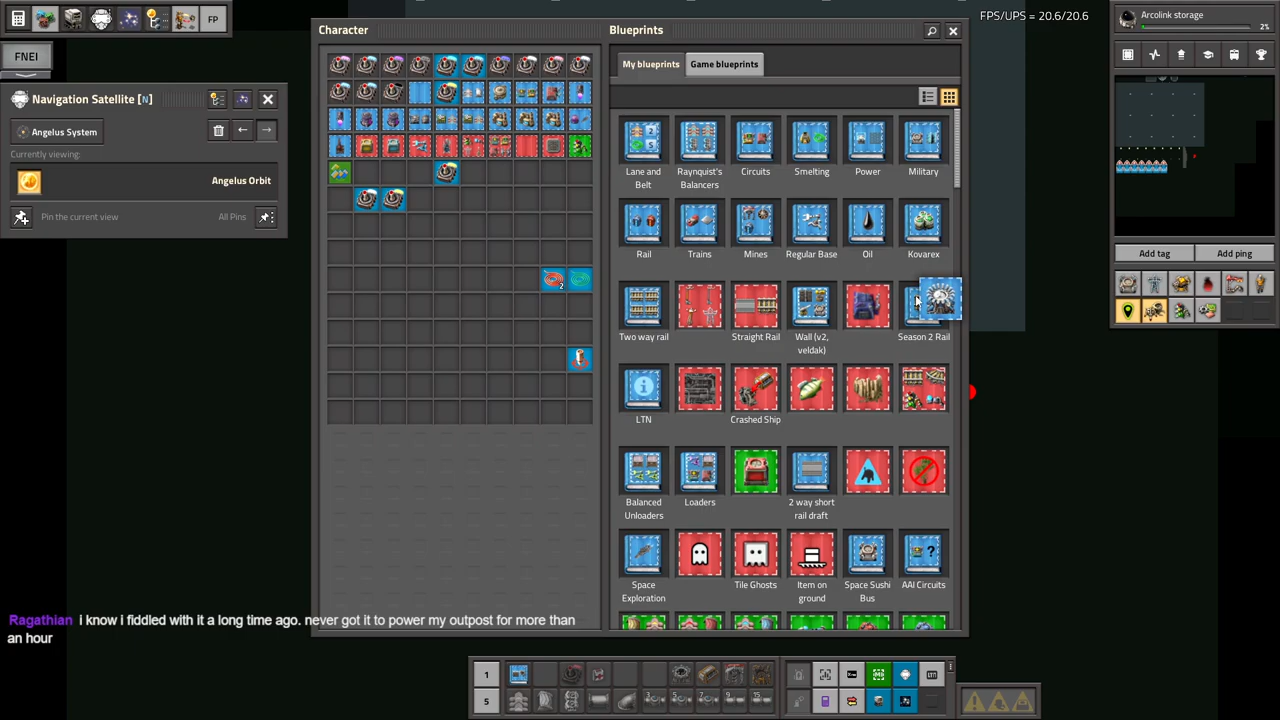 FPS/UPS = 20.6/20.6
FP
FNEI
Navigation Satellite [N]
Angelus System
Currently viewing:
Angelus Orbit
Pin the current view
All Pins
Character
Blueprints
My blueprints
Game blueprints
Lane and Belt
Raynquist's Balancers
Circuits
Smelting
Power
Military
Rail
Trains
Mines
Regular Base
Oil
Kovarex
Two way rail
Straight Rail
Wall (v2, veldak)
Season 2 Rail
LTN
Crashed Ship
Balanced Unloaders
Loaders
2 way short rail draft
Space Exploration
Tile Ghosts
Item on ground
Space Sushi Bus
AAI Circuits
Arcolink storage
2%
Add tag
Add ping
Ragathian i know i fiddled with it a long time ago. never got it to power my outpost for more than
an hour
1
5
2